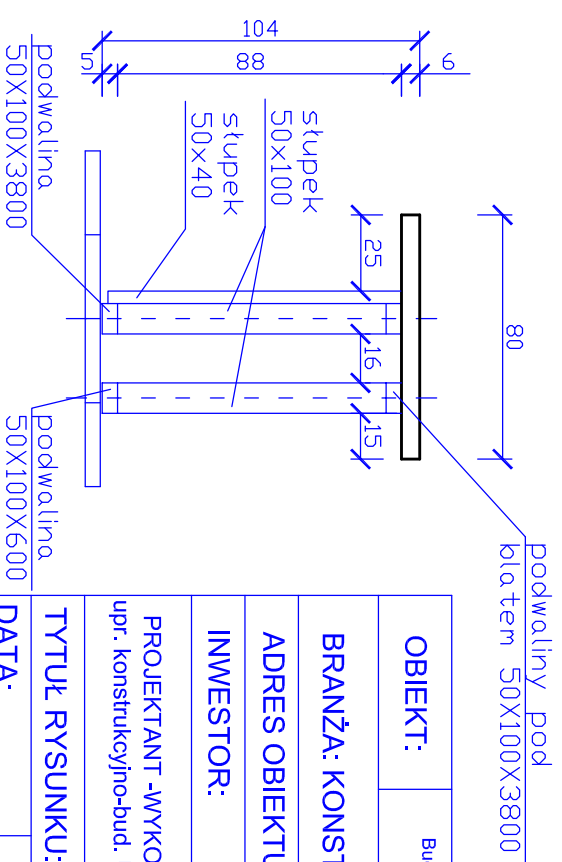 104
5
88
6
podwalina
50X100X3800
słupek
50x40
słupek
50x100
25
80
16
15
podwalina
50X100X600
podwaliny pod
blatem 50X100X3800
OBIEKT:
BRANŻA: KONST
ADRES OBIEKTU
INWESTOR:
PROJEKTANT -WYKO
upr. konstrukcyjno-bud.
TYTUŁ RYSUNKU:
DATA: